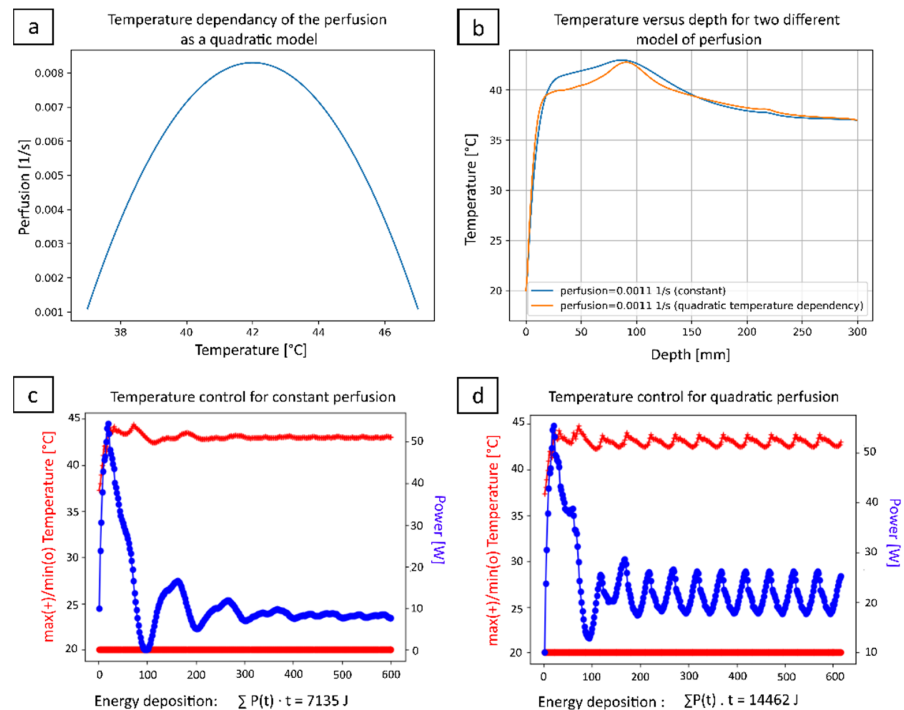 a
Temperature dependancy of the perfusion
as a quadratic model
0.008
0.007
0.006
0.005
0.004
0.003
0.002
0.001
Perfusion [1/s]
38
40
42
44
46
Temperature [°C]
b
Temperature versus depth for two different
model of perfusion
40
35
30
25
20
Temperature [°C]
perfusion=0.0011 1/s (constant)
perfusion=0.0011 1/s (quadratic temperature dependency)
0
50
100
150
200
250
300
Depth [mm]
c
Temperature control for constant perfusion
45
40
35
30
25
20
max(+)/min(o) Temperature [°C]
50
40
30
20
10
0
Power [W]
0
100
200
300
400
500
600
Energy deposition: ∑ P(t) · t = 7135 J
d
Temperature control for quadratic perfusion
45
40
35
30
25
20
max(+)/min(o) Temperature [°C]
50
40
30
20
10
Power [W]
0
100
200
300
400
500
600
Energy deposition : ∑P(t) . t = 14462 J